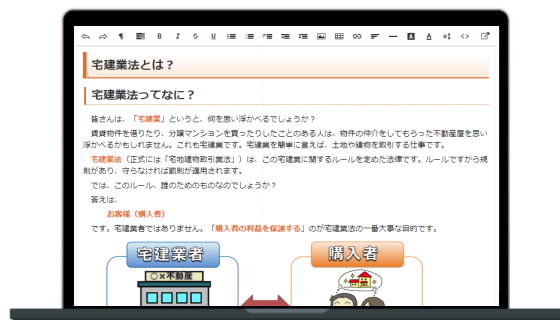 宅建業法とは？
宅建業法ってなに？
皆さんは、「宅建業」というと、何を思い浮かべるでしょうか？
賃貸物件を借りたり、分譲マンションを買ったりしたことのある人は、物件の仲介をしてもらった不動産屋を思い
浮かべるかもしれません。これも宅建業です。宅建業を簡単に言えば、土地や建物を取引する仕事です。
宅建業法（正式には『宅地建物取引業法』）は、この宅建業に関するルールを定めた法律です。ルールですから規
則があり、守らなければ罰則が適用されます。
では、このルール、誰のためのものなのでしょうか？
答えは、
お客様（購入者）
です。宅建業者ではありません。「購入者の利益を保護する」のが宅建業法の一番大事な目的です。
宅建業者
購入者
○×不動産